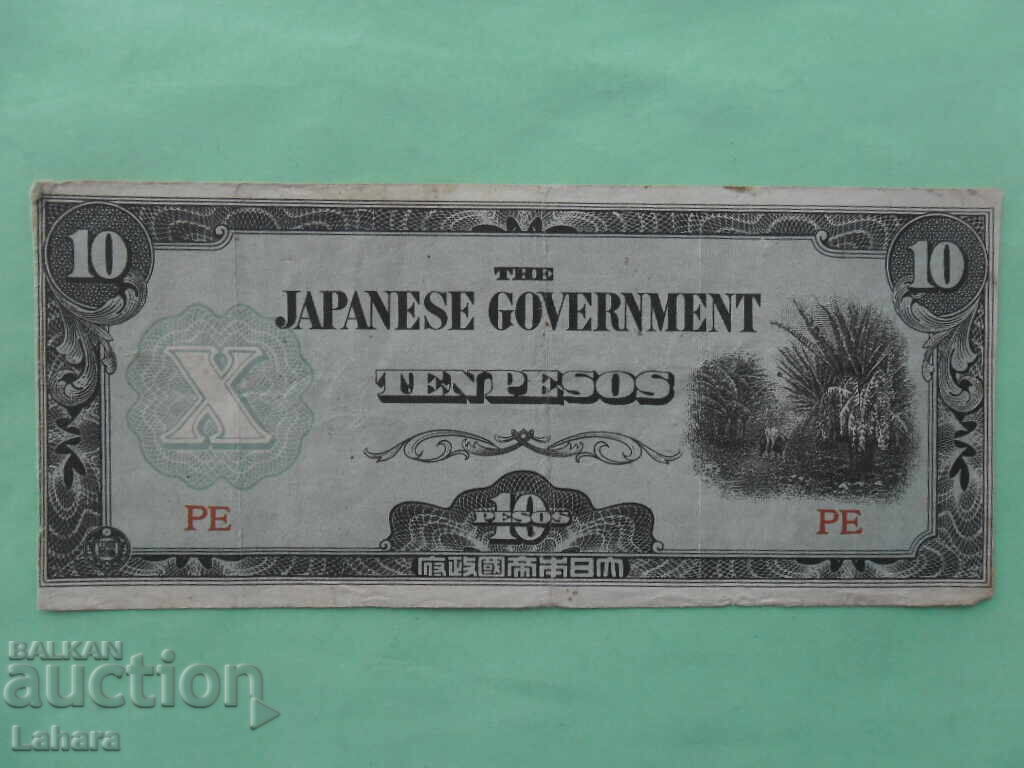 10 10
THE
JAPANESE GOVERNMENT
X
TEN PESOS
PE PE
10
PESOS
府政國帝本日大
BALKAN
auction
Lahara